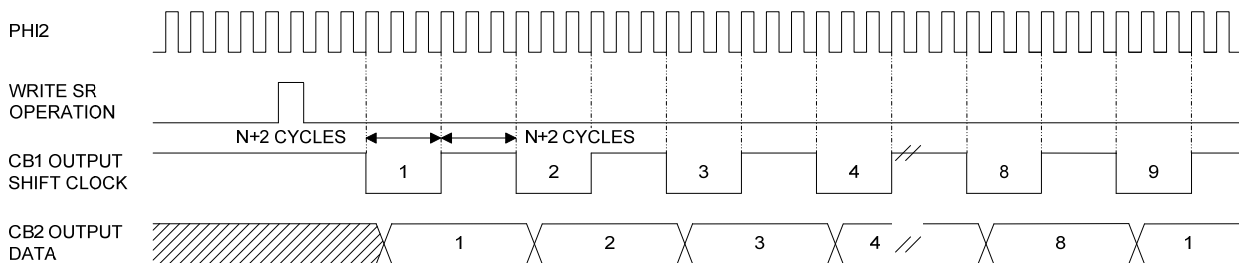 PHI2
WRITE SR
OPERATION
N+2 CYCLES
N+2 CYCLES
CB1 OUTPUT
SHIFT CLOCK
1
2
3
4
8
9
CB2 OUTPUT
DATA
1
2
3
4
8
1